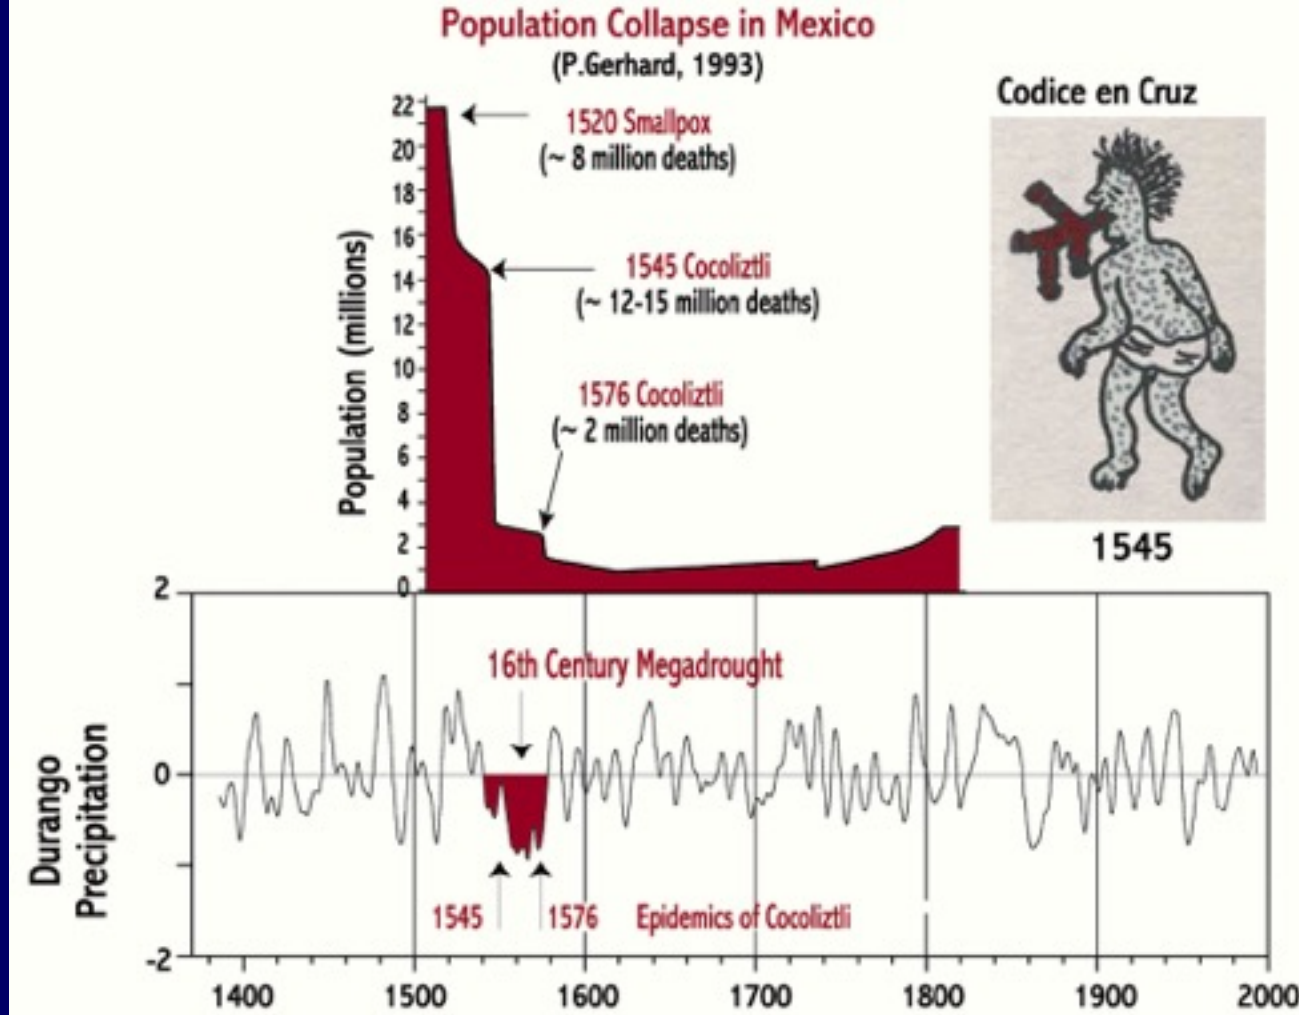 Population Collapse in Mexico
(P.Gerhard, 1993)
Codice en Cruz
22
20
18
16
14
12
10
8
6
4
2
0
Population (millions)
1520 Smallpox
(~ 8 million deaths)
1545 Cocoliztli
(~ 12-15 million deaths)
1576 Cocoliztli
(~ 2 million deaths)
1545
2
0
-2
Durango
Precipitation
16th Century Megadrought
1545
1576
Epidemics of Cocoliztli
1400
1500
1600
1700
1800
1900
2000